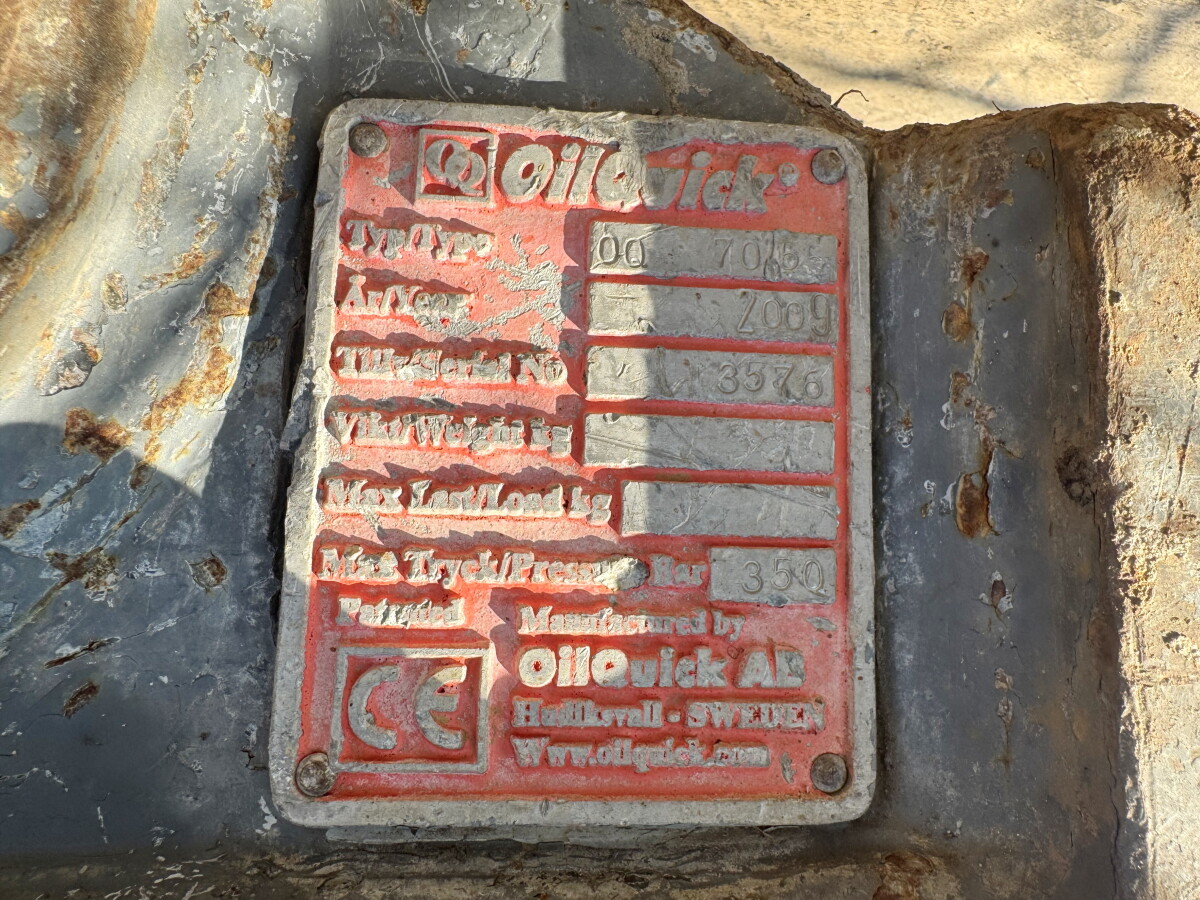 OilQuick®
Typ/Type OQ 70/55
År/Year 2009
Tillv/Serial No 3576
Vikt/Weight kg
Max Last/Load kg
Max Tryck/Pressure Bar 350
Patented
Manufactured by
OilQuick AB
Hudiksvall - SWEDEN
Www.oilquick.com
CE